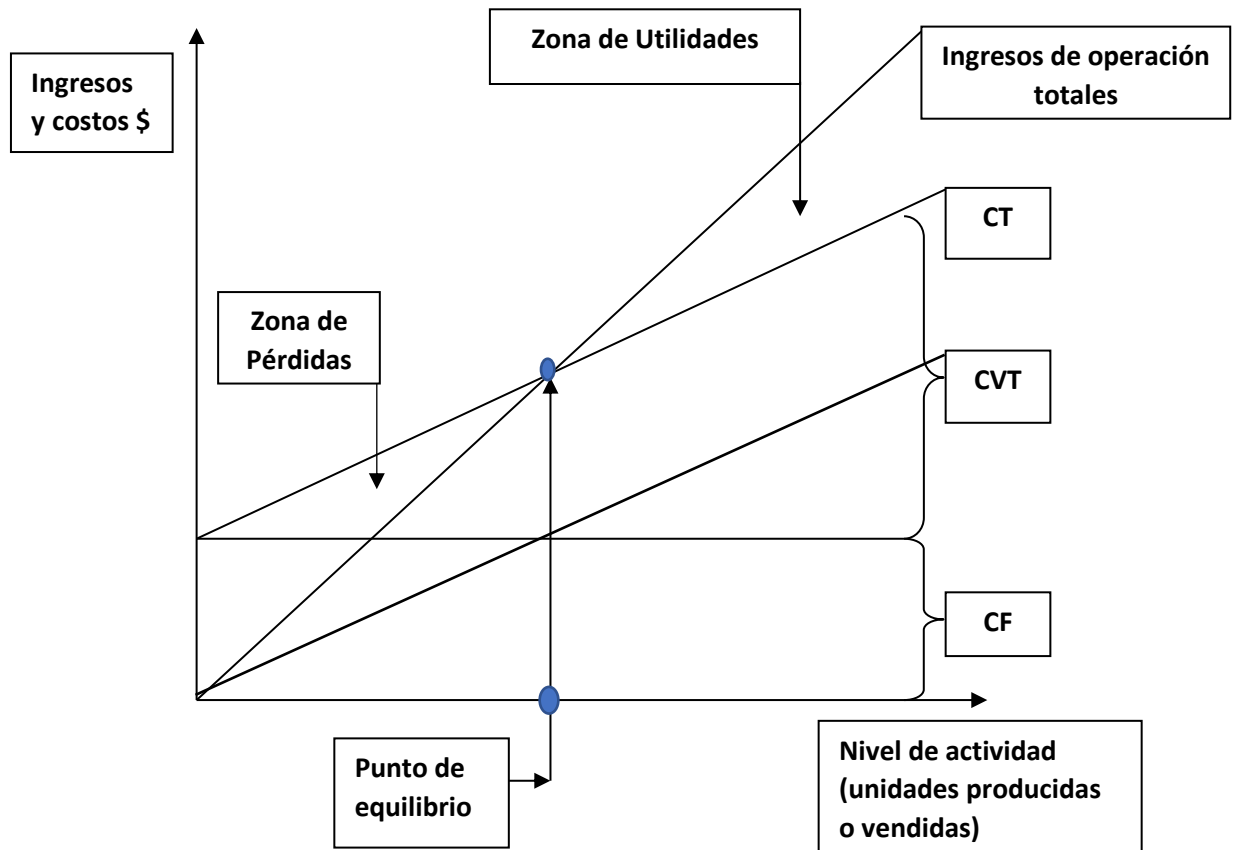 Zona de Utilidades
Ingresos de operación
totales
Ingresos
y costos $
CT
Zona de
Pérdidas
CVT
CF
Punto de
equilibrio
Nivel de actividad
(unidades producidas
o vendidas)